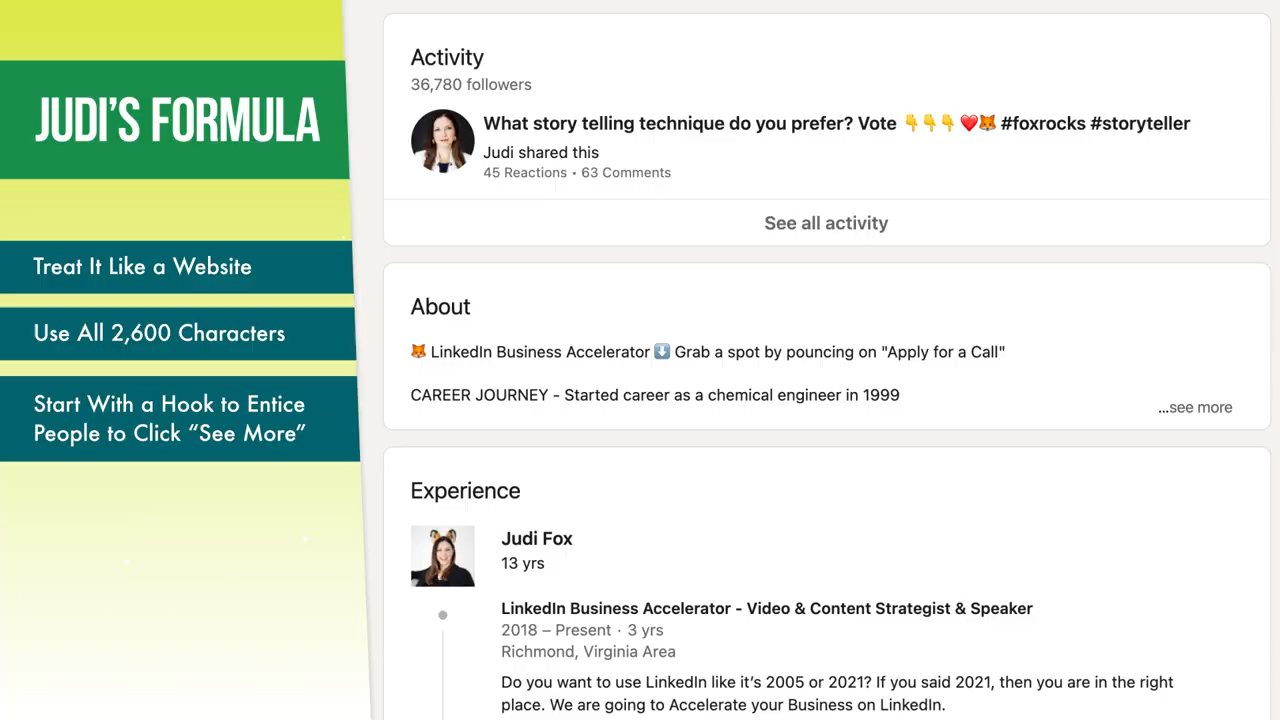 JUDI'S FORMULA
Treat It Like a Website
Use All 2,600 Characters
Start With a Hook to Entice
People to Click “See More”
Activity
36,780 followers
What story telling technique do you prefer? Vote 👇👇👇❤️🦊 #foxrocks #storyteller
Judi shared this
45 Reactions • 63 Comments
See all activity
About
🦊 LinkedIn Business Accelerator ⬇️ Grab a spot by pouncing on "Apply for a Call"
CAREER JOURNEY - Started career as a chemical engineer in 1999
...see more
Experience
Judi Fox
13 yrs
LinkedIn Business Accelerator - Video & Content Strategist & Speaker
2018 – Present · 3 yrs
Richmond, Virginia Area
Do you want to use LinkedIn like it’s 2005 or 2021? If you said 2021, then you are in the right
place. We are going to Accelerate your Business on LinkedIn.